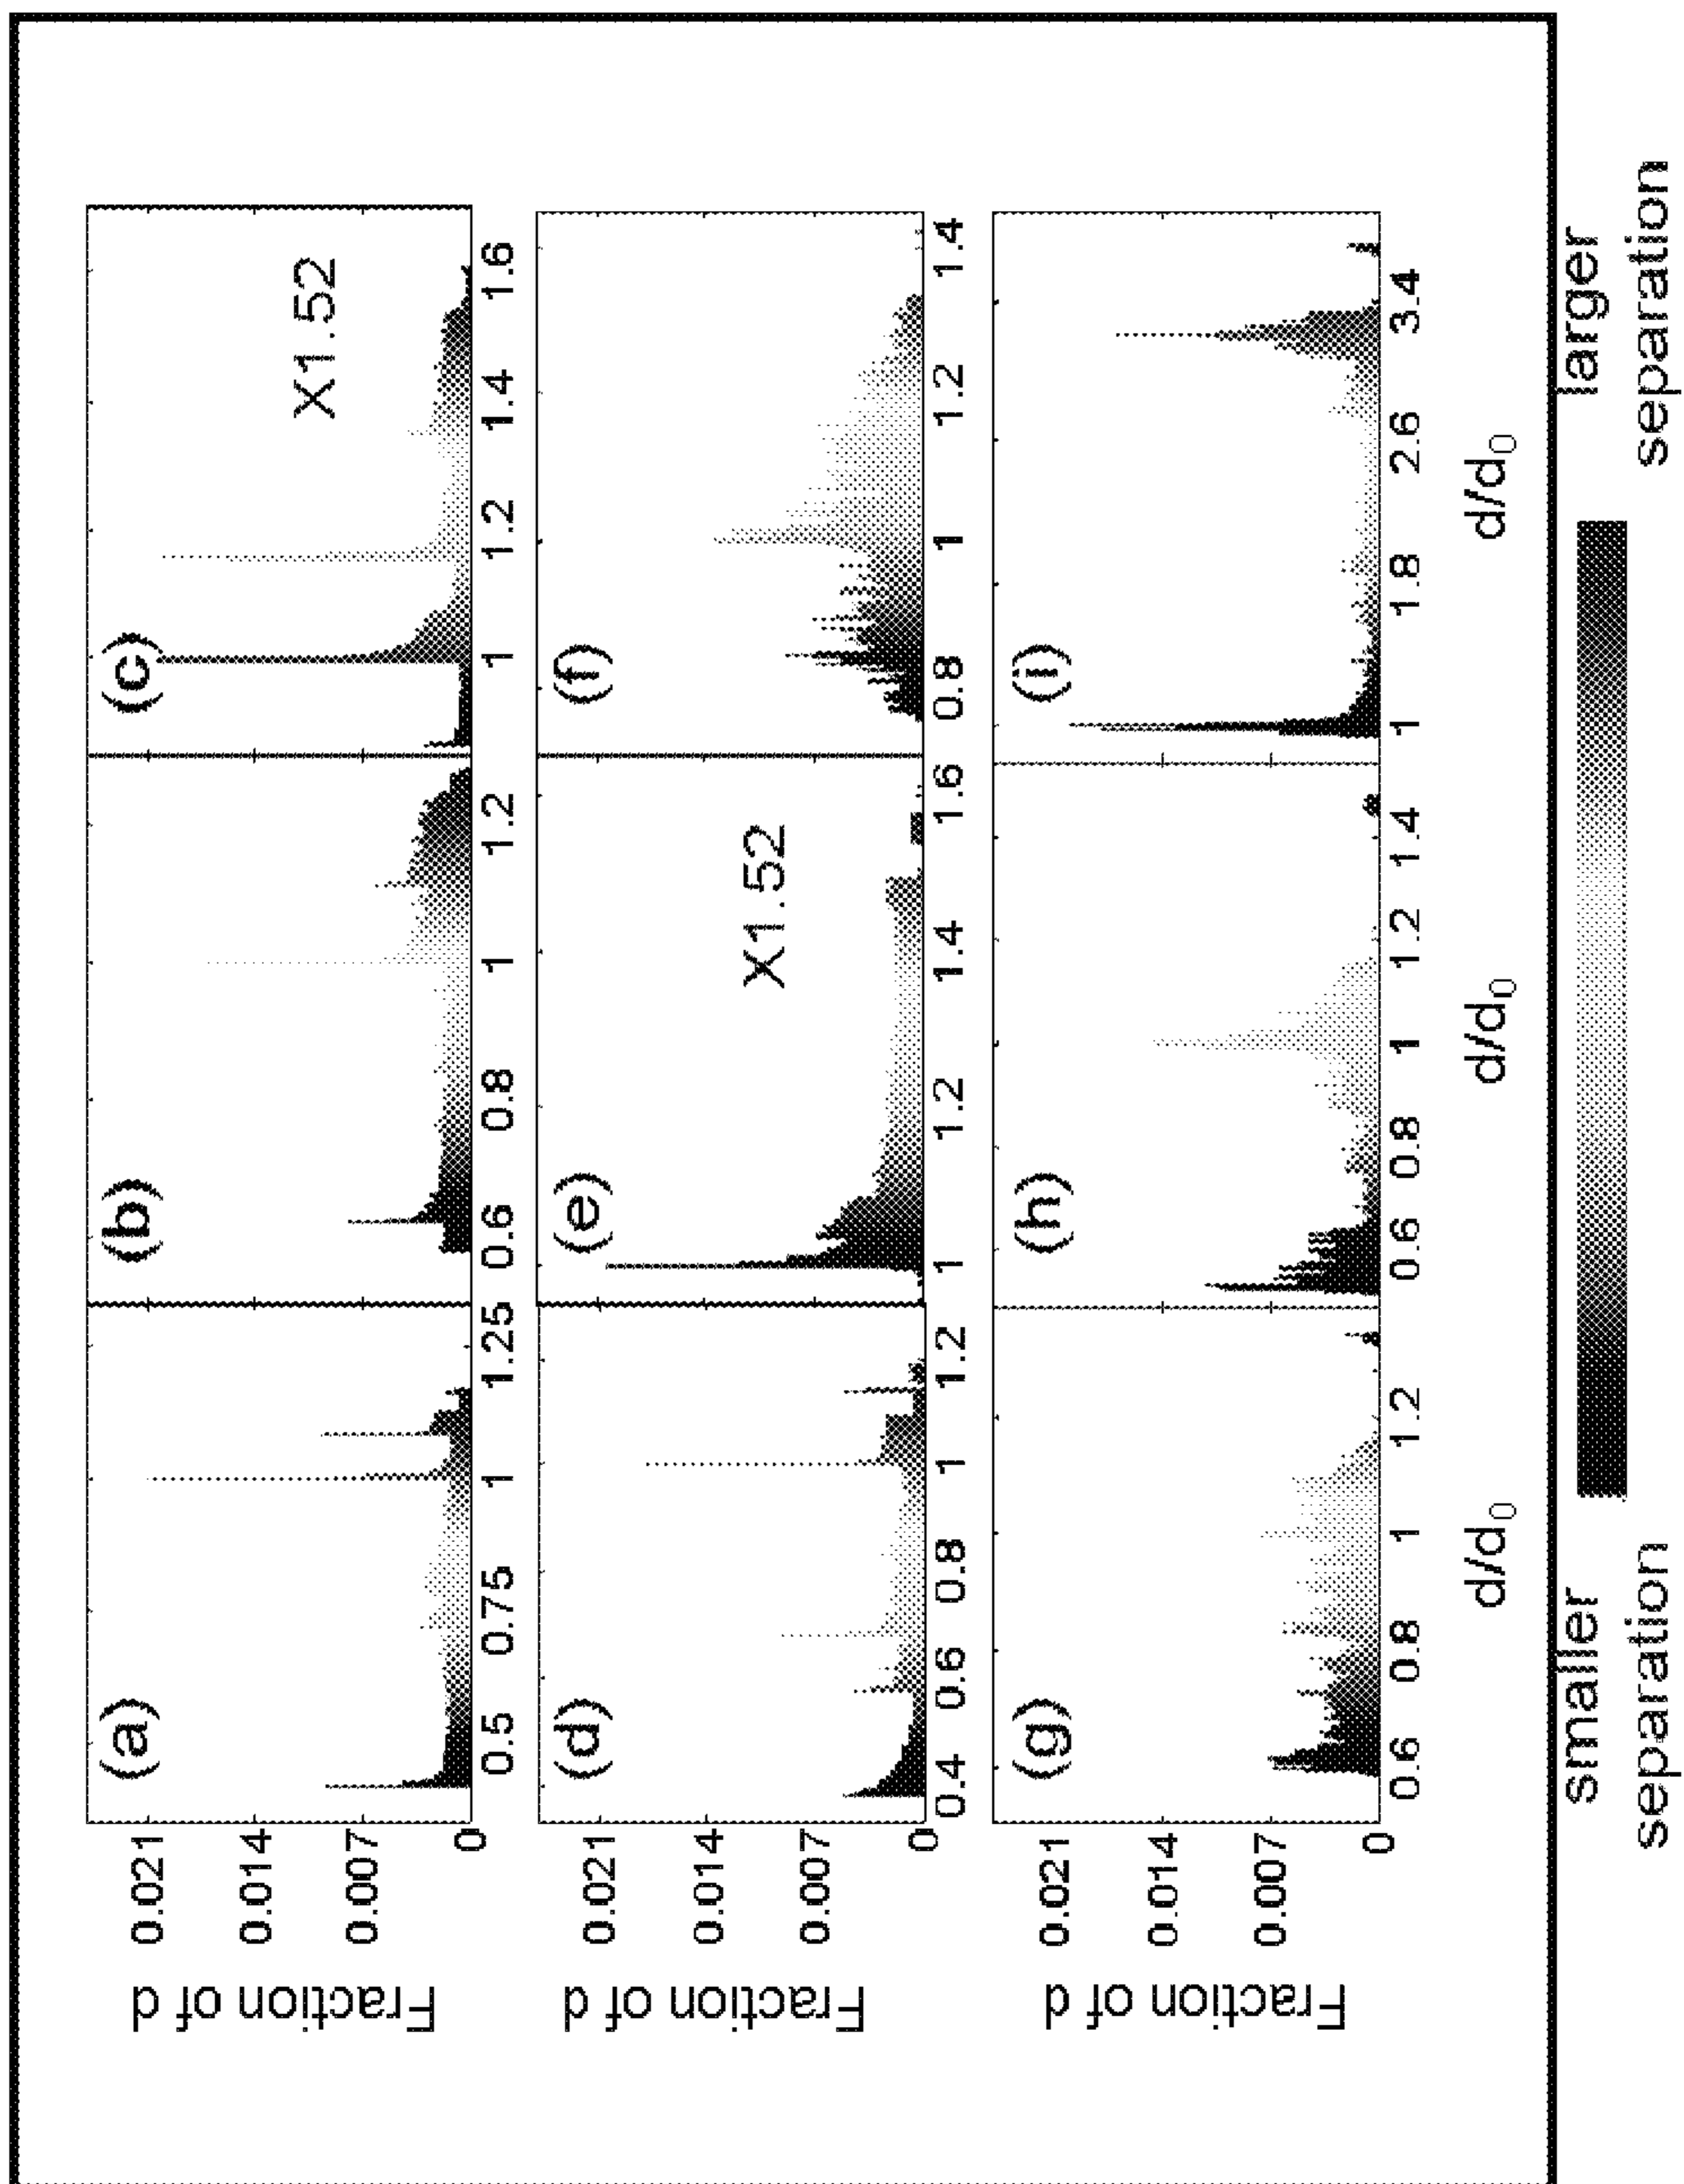 (a) (b) (c)
X1.52
Fraction of d
0.021
0.014
0.007
0
0.5 0.75 1 1.25
0.6 0.8 1 1.2
1 1.2 1.4 1.6
(d) (e) (f)
X1.52
Fraction of d
0.021
0.014
0.007
0
0.4 0.6 0.8 1 1.2
1 1.2 1.4 1.6
0.8 1 1.2 1.4
(g) (h) (i)
Fraction of d
0.021
0.014
0.007
0
0.6 0.8 1 1.2
0.6 0.8 1 1.2 1.4
1 1.8 2.6 3.4
d/d₀ d/d₀ d/d₀
smaller
separation
larger
separation